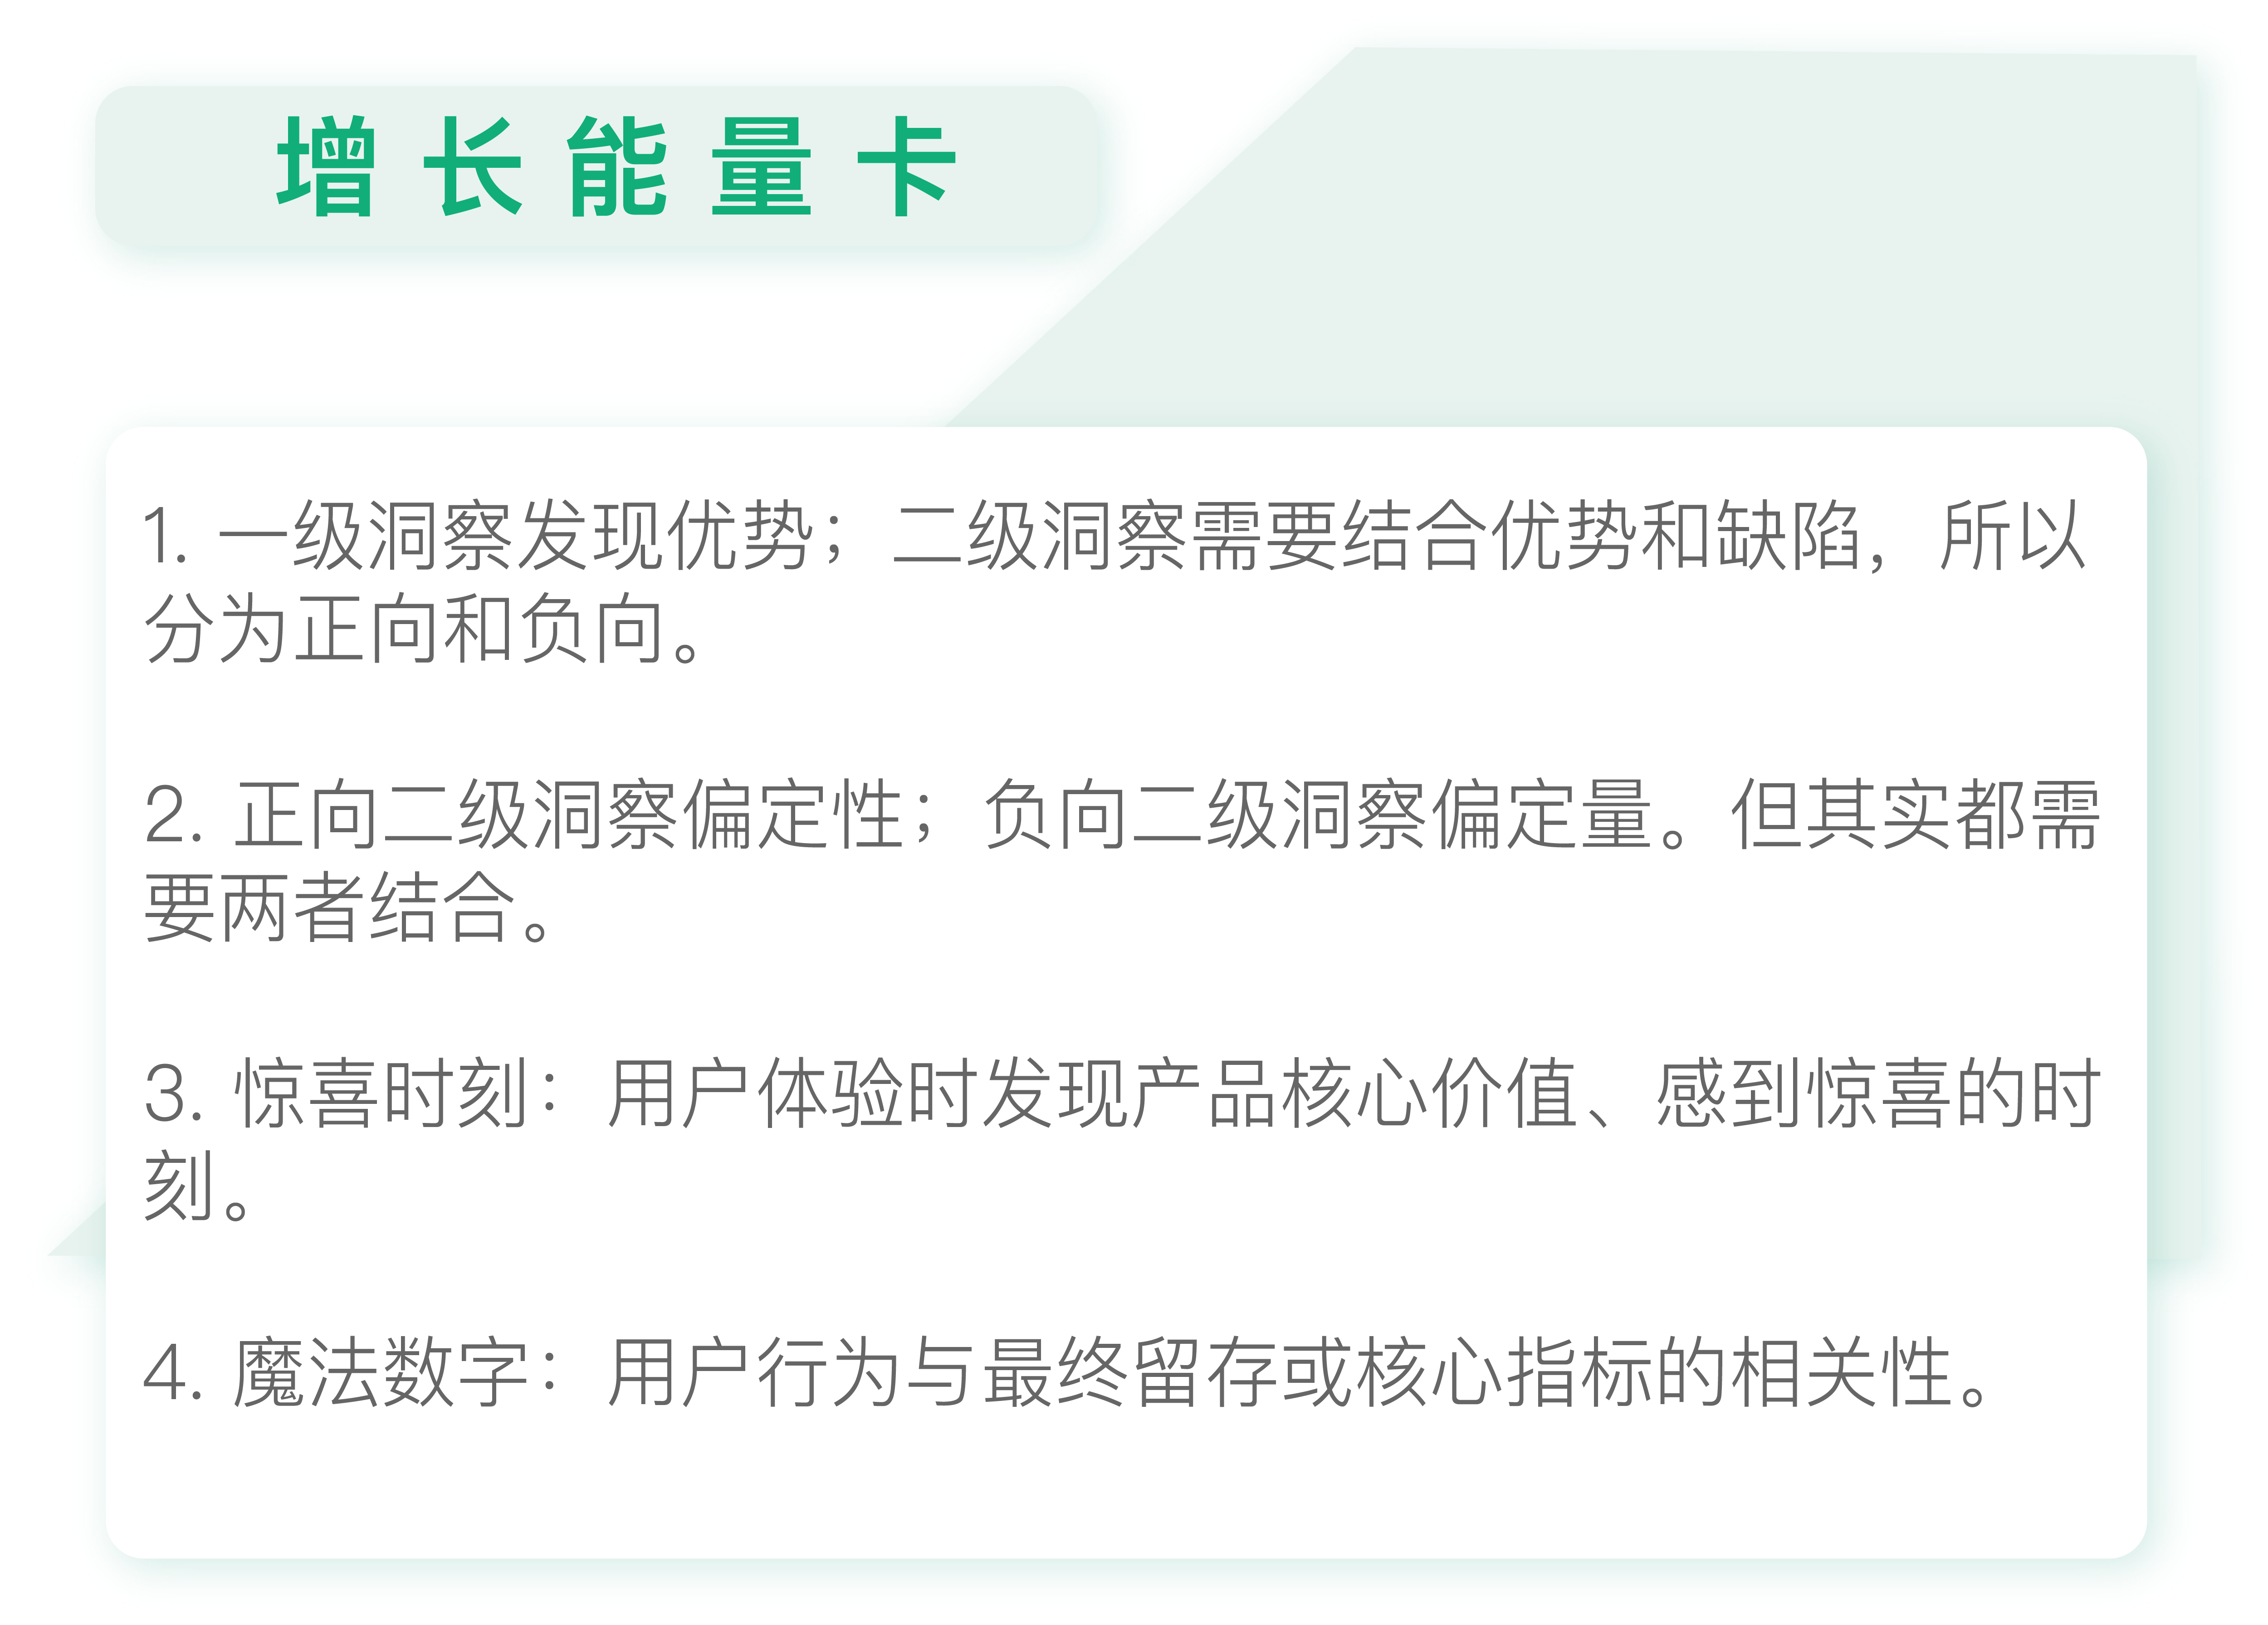 增长能量卡
1. 一级洞察发现优势；二级洞察需要结合优势和缺陷，所以
分为正向和负向。
2. 正向二级洞察偏定性；负向二级洞察偏定量。但其实都需
要两者结合。
3. 惊喜时刻：用户体验时发现产品核心价值、感到惊喜的时
刻。
4. 魔法数字：用户行为与最终留存或核心指标的相关性。